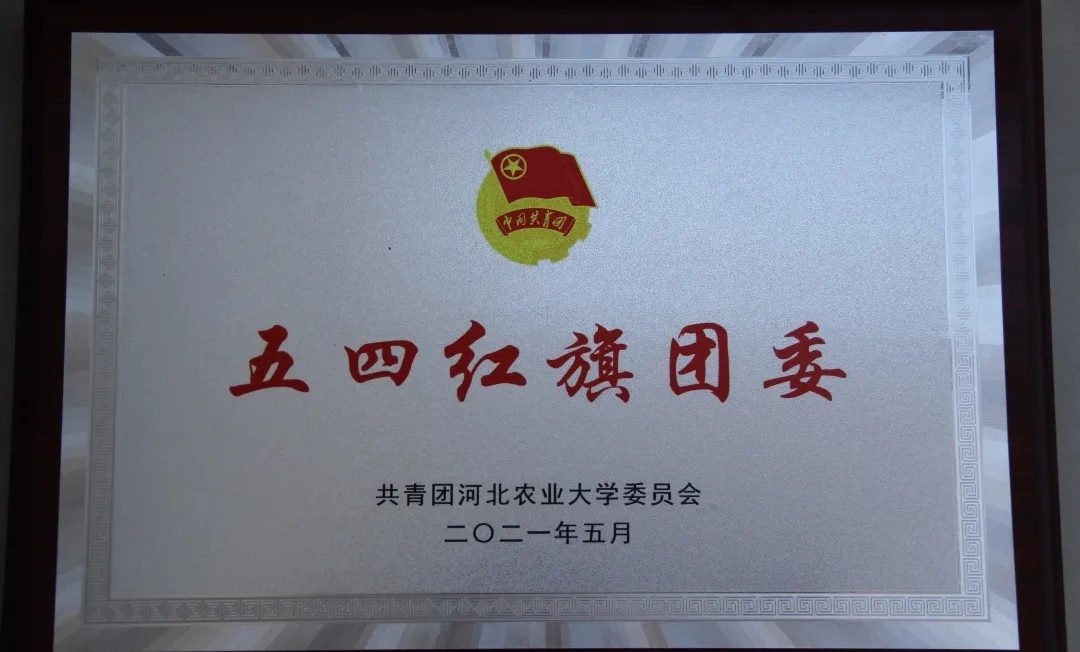 中国共青团
五四红旗团委
共青团河北农业大学委员会
二〇二一年五月